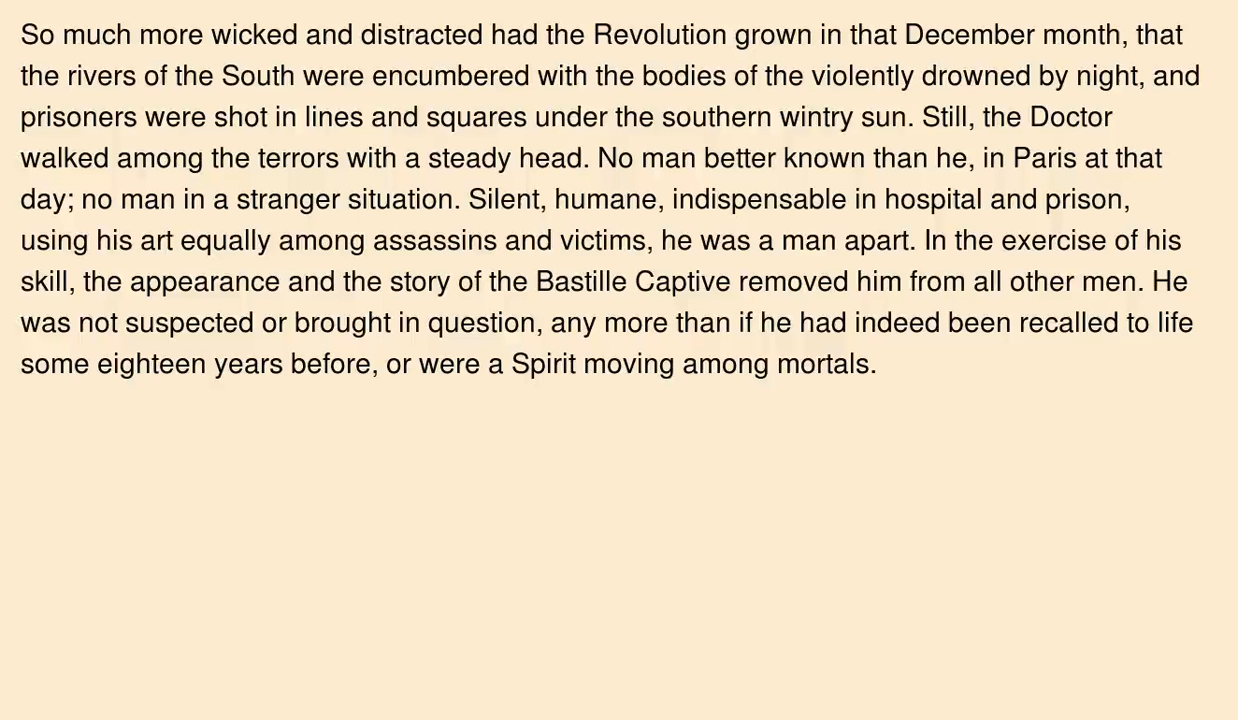 So much more wicked and distracted had the Revolution grown in that December month, that
the rivers of the South were encumbered with the bodies of the violently drowned by night, and
prisoners were shot in lines and squares under the southern wintry sun. Still, the Doctor
walked among the terrors with a steady head. No man better known than he, in Paris at that
day; no man in a stranger situation. Silent, humane, indispensable in hospital and prison,
using his art equally among assassins and victims, he was a man apart. In the exercise of his
skill, the appearance and the story of the Bastille Captive removed him from all other men. He
was not suspected or brought in question, any more than if he had indeed been recalled to life
some eighteen years before, or were a Spirit moving among mortals.